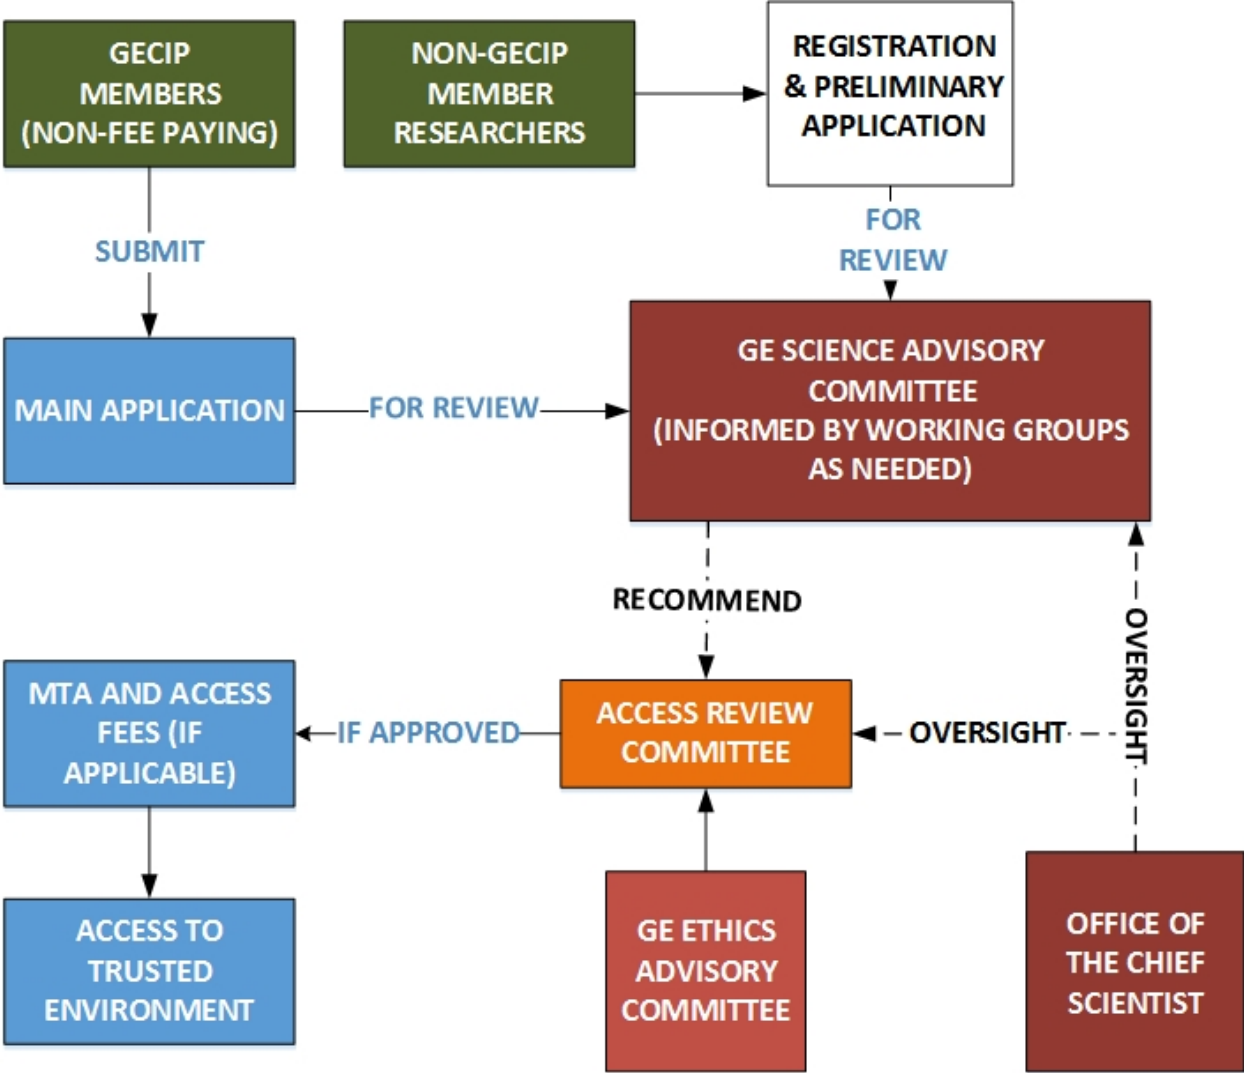 GECIP
MEMBERS
(NON-FEE PAYING)
NON-GECIP
MEMBER
RESEARCHERS
REGISTRATION
& PRELIMINARY
APPLICATION
SUBMIT
FOR
REVIEW
MAIN APPLICATION
FOR REVIEW
GE SCIENCE ADVISORY
COMMITTEE
(INFORMED BY WORKING GROUPS
AS NEEDED)
RECOMMEND
OVERSIGHT
MTA AND ACCESS
FEES (IF
APPLICABLE)
IF APPROVED
ACCESS REVIEW
COMMITTEE
OVERSIGHT
ACCESS TO
TRUSTED
ENVIRONMENT
GE ETHICS
ADVISORY
COMMITTEE
OFFICE OF
THE CHIEF
SCIENTIST